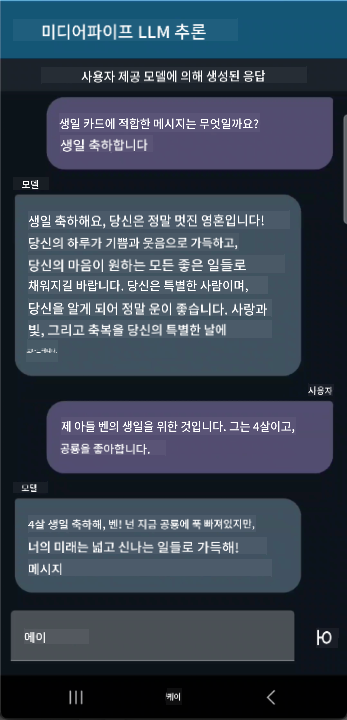 미디어파이프 LLM 추론
사용자 제공 모델에 의해 생성된 응답
생일 카드에 적합한 메시지는 무엇일까요?
생일 축하합니다
모델
생일 축하해요, 당신은 정말 멋진 영혼입니다!
당신의 하루가 기쁨과 웃음으로 가득하고,
당신의 마음이 원하는 모든 좋은 일들로
채워지길 바랍니다. 당신은 특별한 사람이며,
당신을 알게 되어 정말 운이 좋습니다. 사랑과
빛, 그리고 축복을 당신의 특별한 날에
사용자
제 아들 벤의 생일을 위한 것입니다. 그는 4살이고,
공룡을 좋아합니다.
모델
4살 생일 축하해, 벤! 넌 지금 공룡에 푹 빠져있지만,
너의 미래는 넓고 신나는 일들로 가득해!
메시지
메이
케이